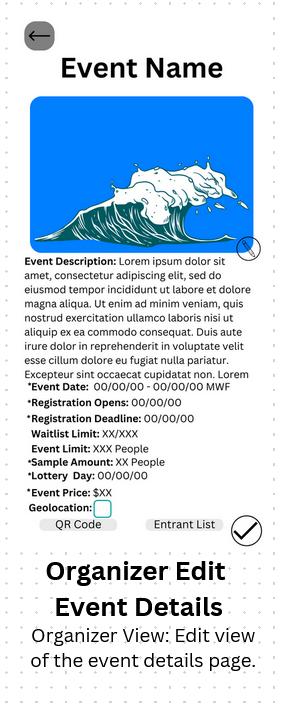 Event Name
Event Description: Lorem ipsum dolor sit
amet, consectetur adipiscing elit, sed do
eiusmod tempor incididunt ut labore et dolore
magna aliqua. Ut enim ad minim veniam, quis
nostrud exercitation ullamco laboris nisi ut
aliquip ex ea commodo consequat. Duis aute
irure dolor in reprehenderit in voluptate velit
esse cillum dolore eu fugiat nulla pariatur.
Excepteur sint occaecat cupidatat non. Lorem
*Event Date: 00/00/00 - 00/00/00 MWF
*Registration Opens: 00/00/00
*Registration Deadline: 00/00/00
Waitlist Limit: XX/XXX
Event Limit: XXX People
*Sample Amount: XX People
*Lottery Day: 00/00/00
*Event Price: $XX
Geolocation:
QR Code Entrant List
Organizer Edit
Event Details
Organizer View: Edit view
of the event details page.